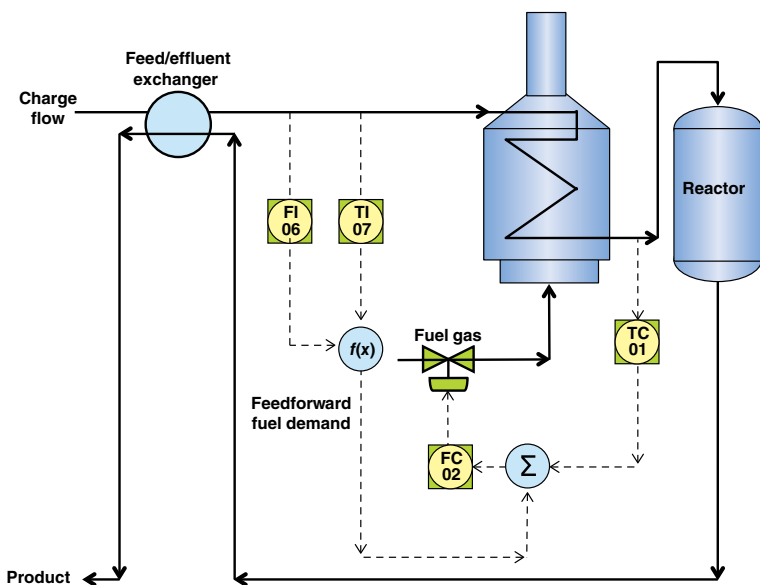 Feed/effluent
exchanger
Charge
flow
FI
06
TI
07
Reactor
Fuel gas
TC
01
f(x)
Feedforward
fuel demand
FC
02
Σ
Product